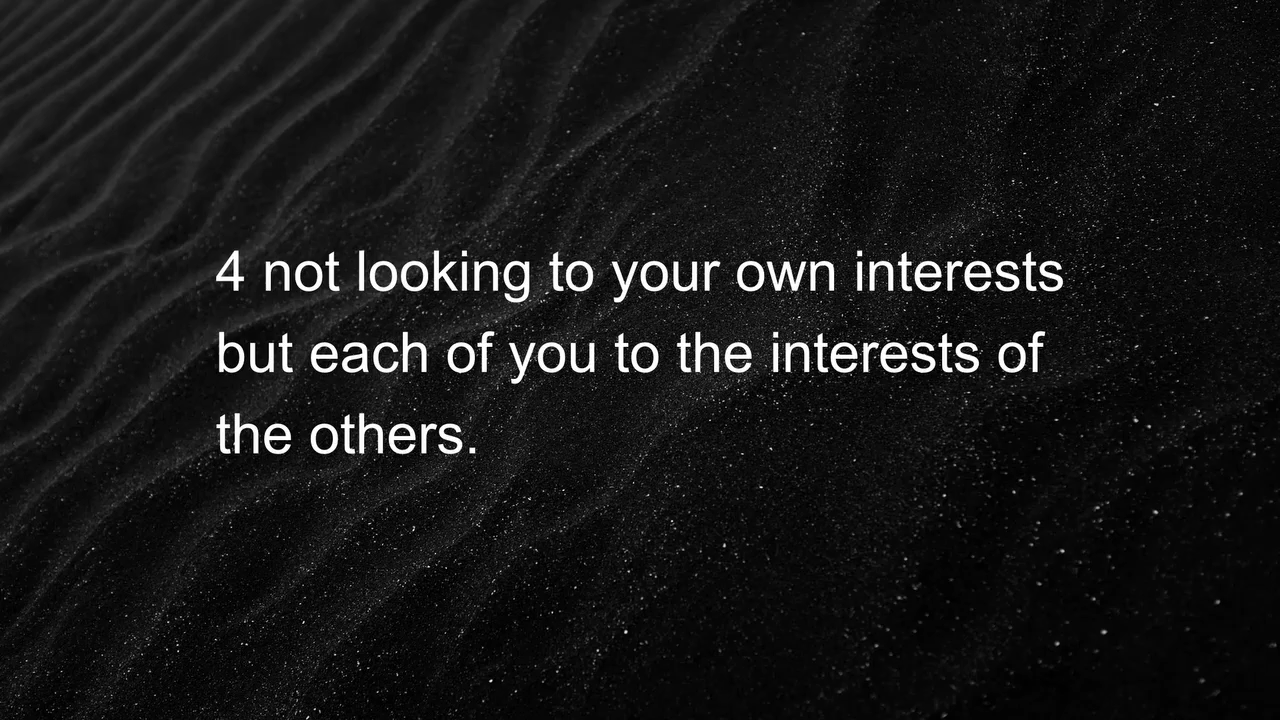 4 not looking to your own interests
but each of you to the interests of
the others.